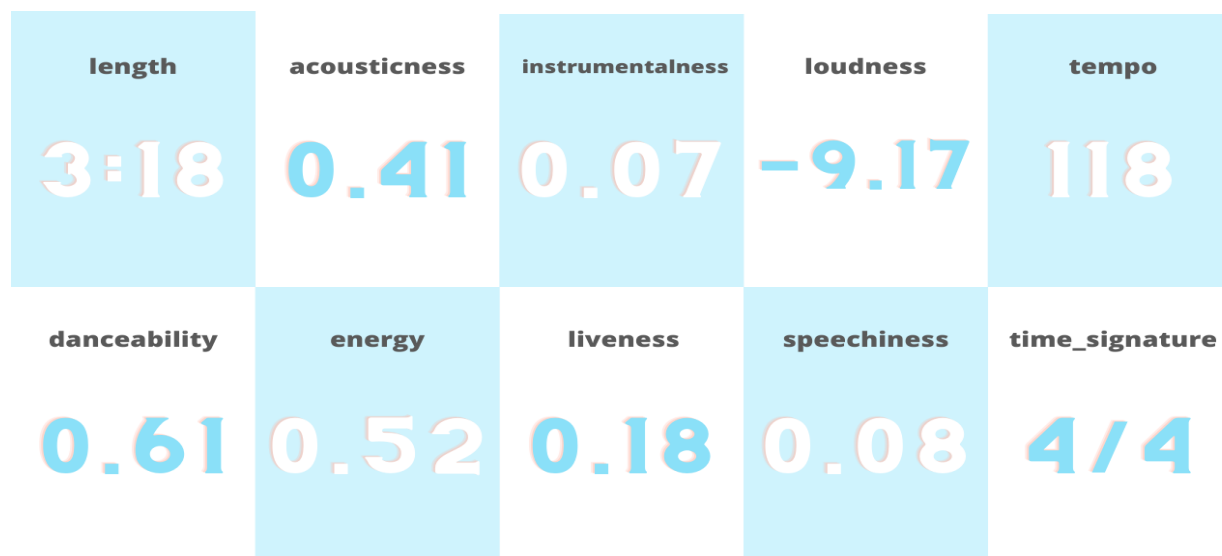 length
3:18
acousticness
0.41
instrumentalness
0.07
loudness
-9.17
tempo
118
danceability
0.61
energy
0.52
liveness
0.18
speechiness
0.08
time_signature
4/4